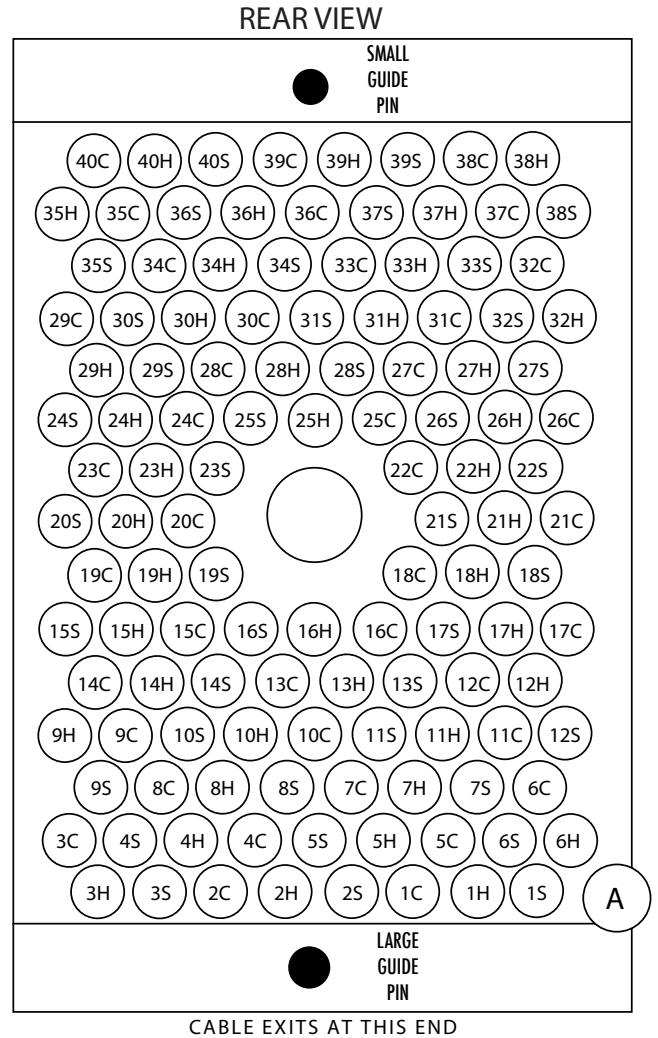 REAR VIEW
SMALL
GUIDE
PIN
40C 40H 40S 39C 39H 39S 38C 38H
35H 35C 36S 36H 36C 37S 37H 37C 38S
35S 34C 34H 34S 33C 33H 33S 32C
29C 30S 30H 30C 31S 31H 31C 32S 32H
29H 29S 28C 28H 28S 27C 27H 27S
24S 24H 24C 25S 25H 25C 26S 26H 26C
23C 23H 23S 22C 22H 22S
20S 20H 20C 21S 21H 21C
19C 19H 19S 18C 18H 18S
15S 15H 15C 16S 16H 16C 17S 17H 17C
14C 14H 14S 13C 13H 13S 12C 12H
9H 9C 10S 10H 10C 11S 11H 11C 12S
9S 8C 8H 8S 7C 7H 7S 6C
3C 4S 4H 4C 5S 5H 5C 6S 6H
3H 3S 2C 2H 2S 1C 1H 1S
A
LARGE
GUIDE
PIN
CABLE EXITS AT THIS END